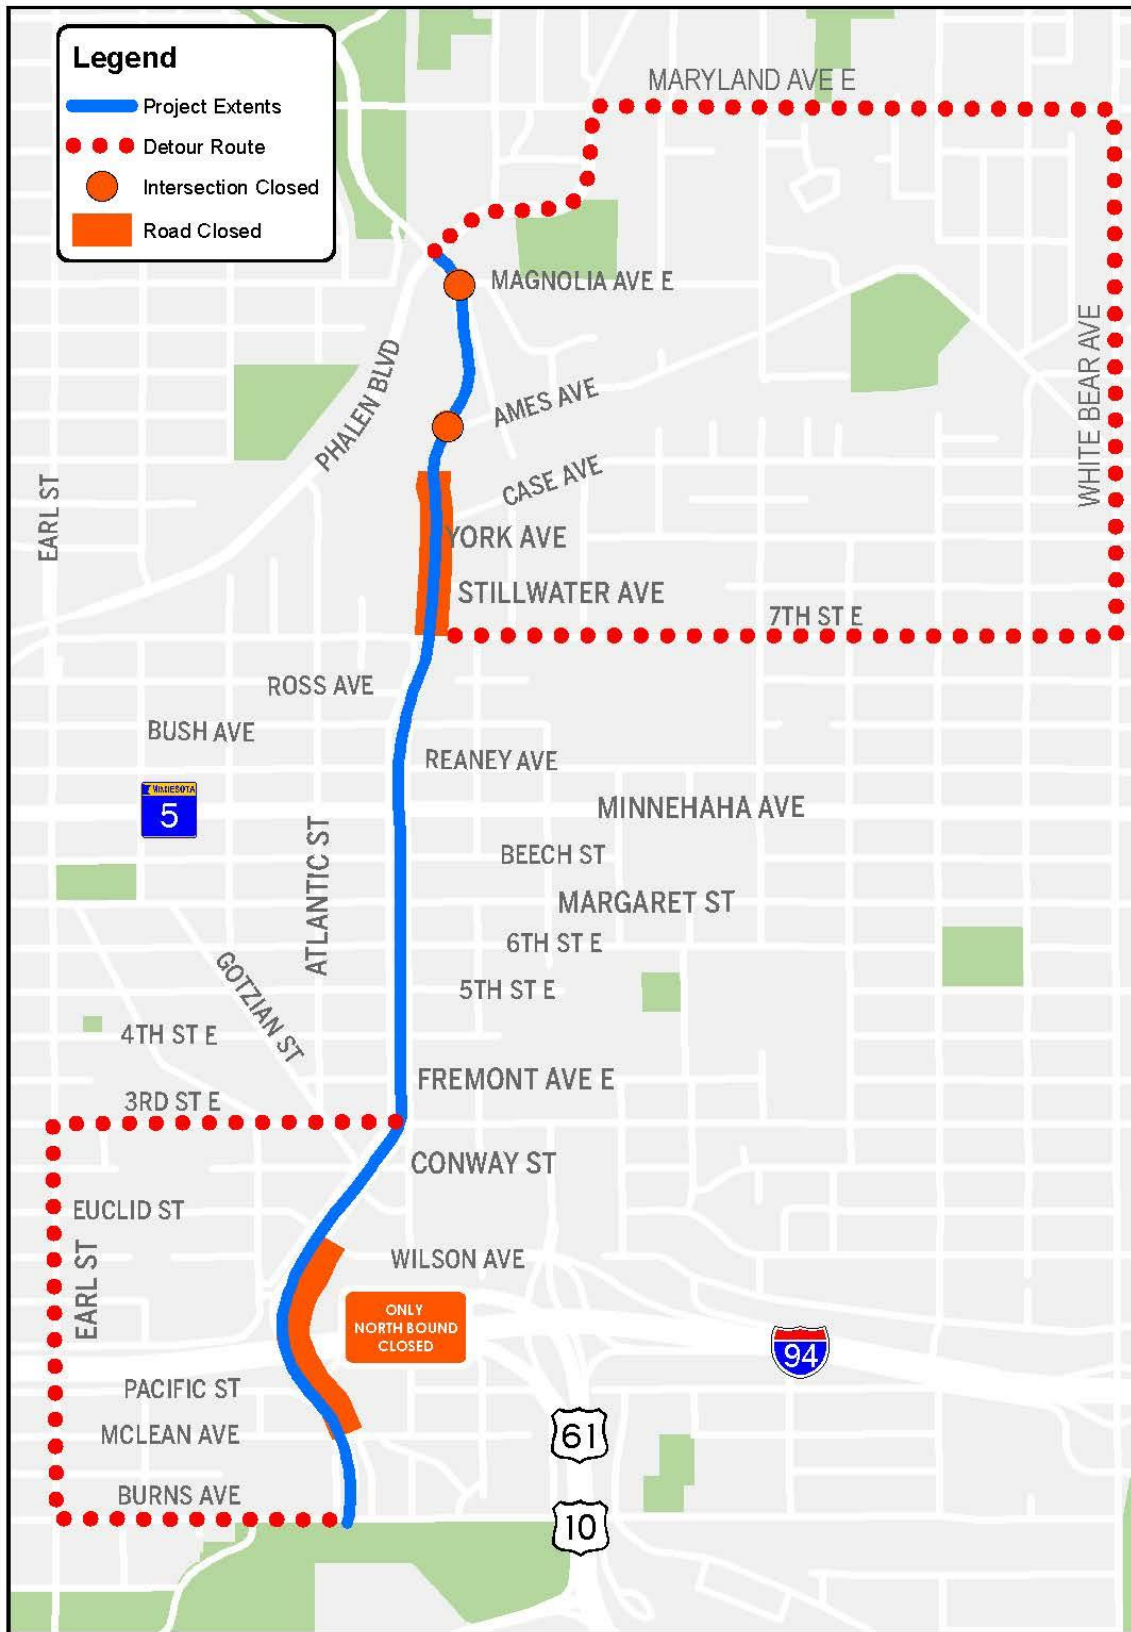 Legend
Project Extents
Detour Route
Intersection Closed
Road Closed
MARYLAND AVE E
MAGNOLIA AVE E
PHALEN BLVD
AMES AVE
WHITE BEAR AVE
CASE AVE
EARL ST
YORK AVE
STILLWATER AVE
7TH ST E
ROSS AVE
BUSH AVE
REANEY AVE
MINNESOTA
5
MINNEHAHA AVE
ATLANTIC ST
BEECH ST
MARGARET ST
6TH ST E
GOTZIAN ST
5TH ST E
4TH ST E
FREMONT AVE E
3RD ST E
CONWAY ST
EUCLID ST
EARL ST
WILSON AVE
ONLY
NORTH BOUND
CLOSED
94
PACIFIC ST
MCLEAN AVE
61
BURNS AVE
10